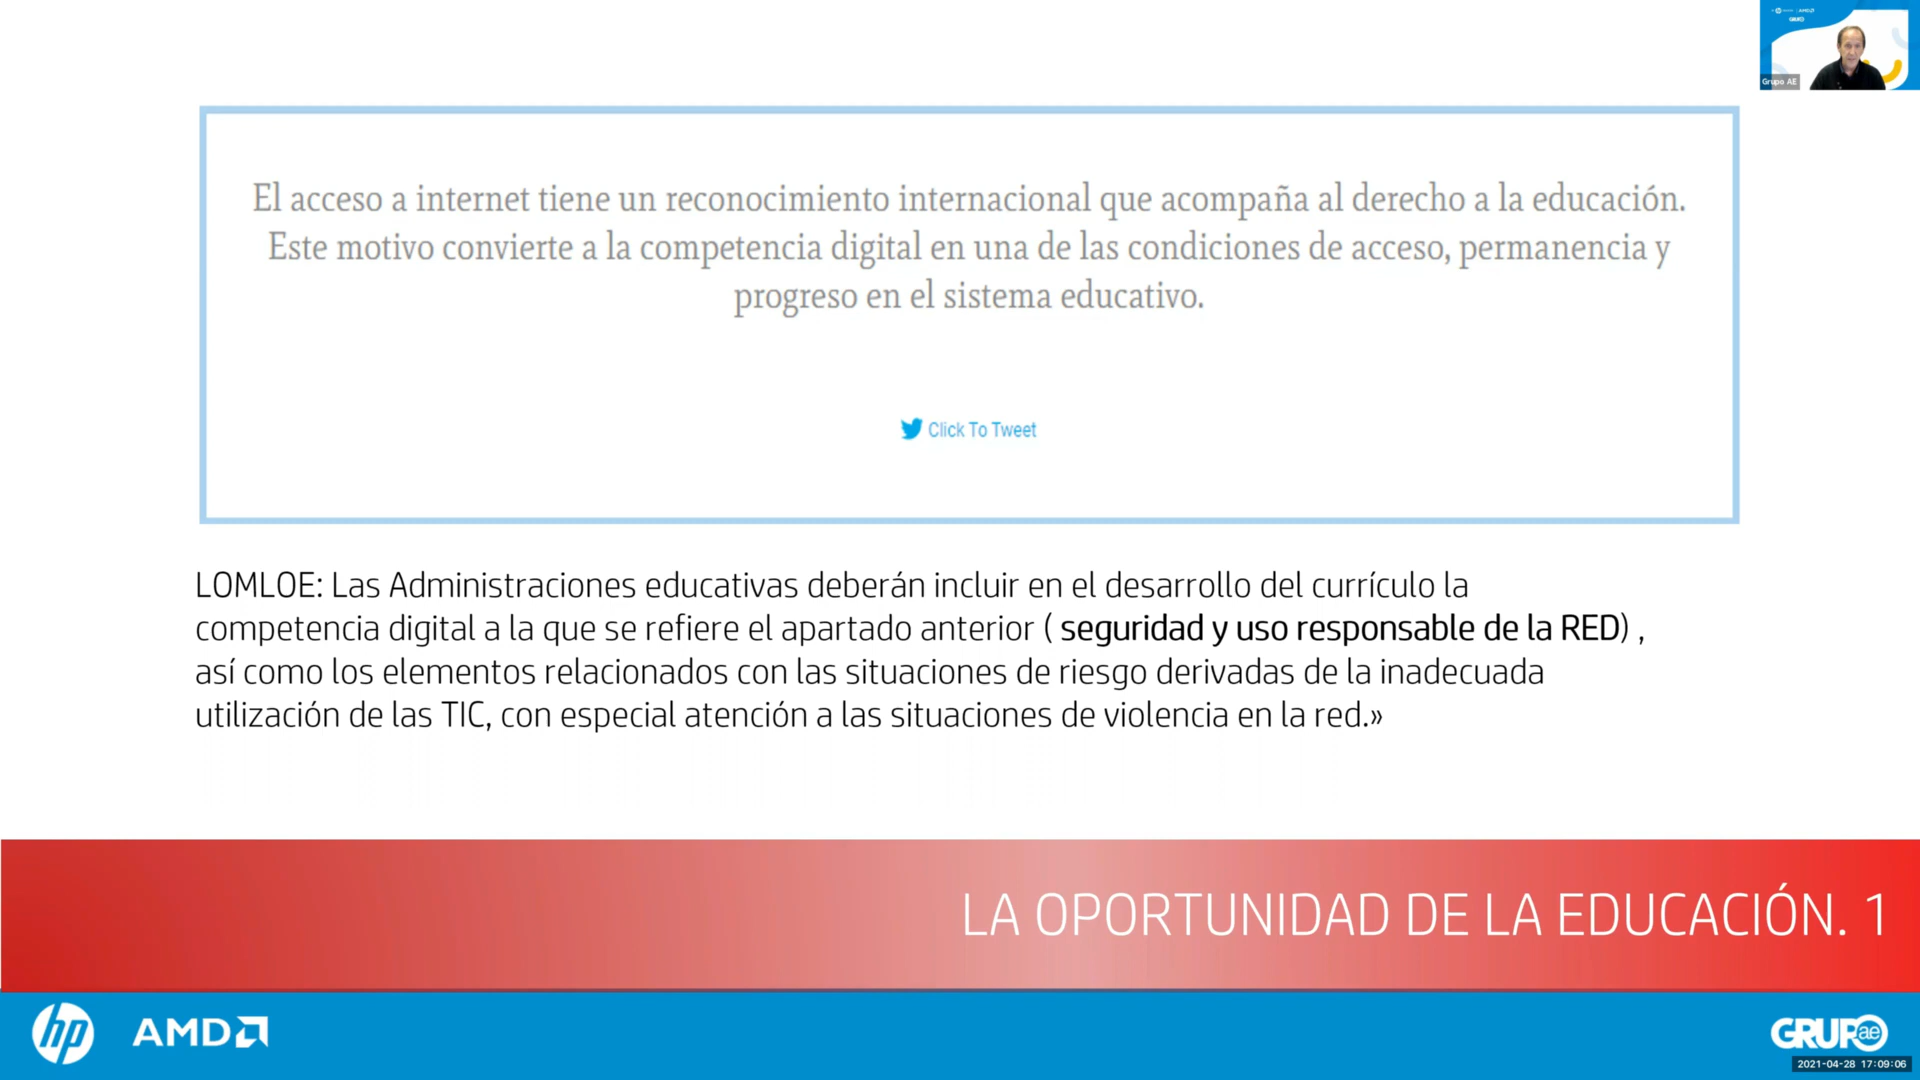 AMD
GRUPO
Grupo AE
El acceso a internet tiene un reconocimiento internacional que acompaña al derecho a la educación.
Este motivo convierte a la competencia digital en una de las condiciones de acceso, permanencia y
progreso en el sistema educativo.
Click To Tweet
LOMLOE: Las Administraciones educativas deberán incluir en el desarrollo del currículo la
competencia digital a la que se refiere el apartado anterior ( seguridad y uso responsable de la RED) ,
así como los elementos relacionados con las situaciones de riesgo derivadas de la inadecuada
utilización de las TIC, con especial atención a las situaciones de violencia en la red.»
LA OPORTUNIDAD DE LA EDUCACIÓN. 1
hp AMD
GRUPO ae
2021-04-28 17:09:06